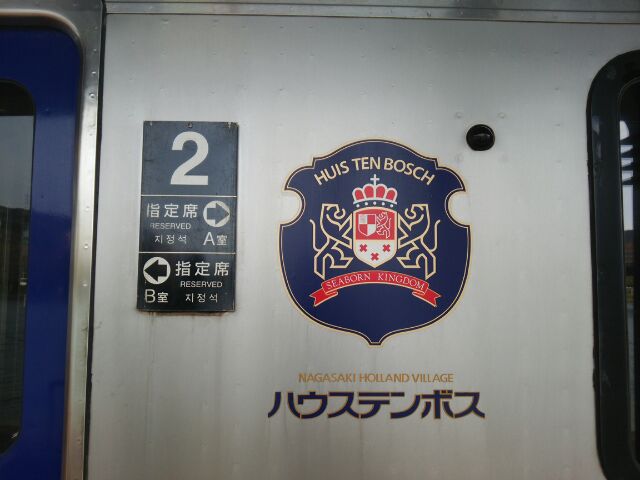 2
指定席
RESERVED
지정석 A室
指定席
RESERVED
B室 지정석
HUIS TEN BOSCH
SEABORN KINGDOM
NAGASAKI HOLLAND VILLAGE
ハウステンボス